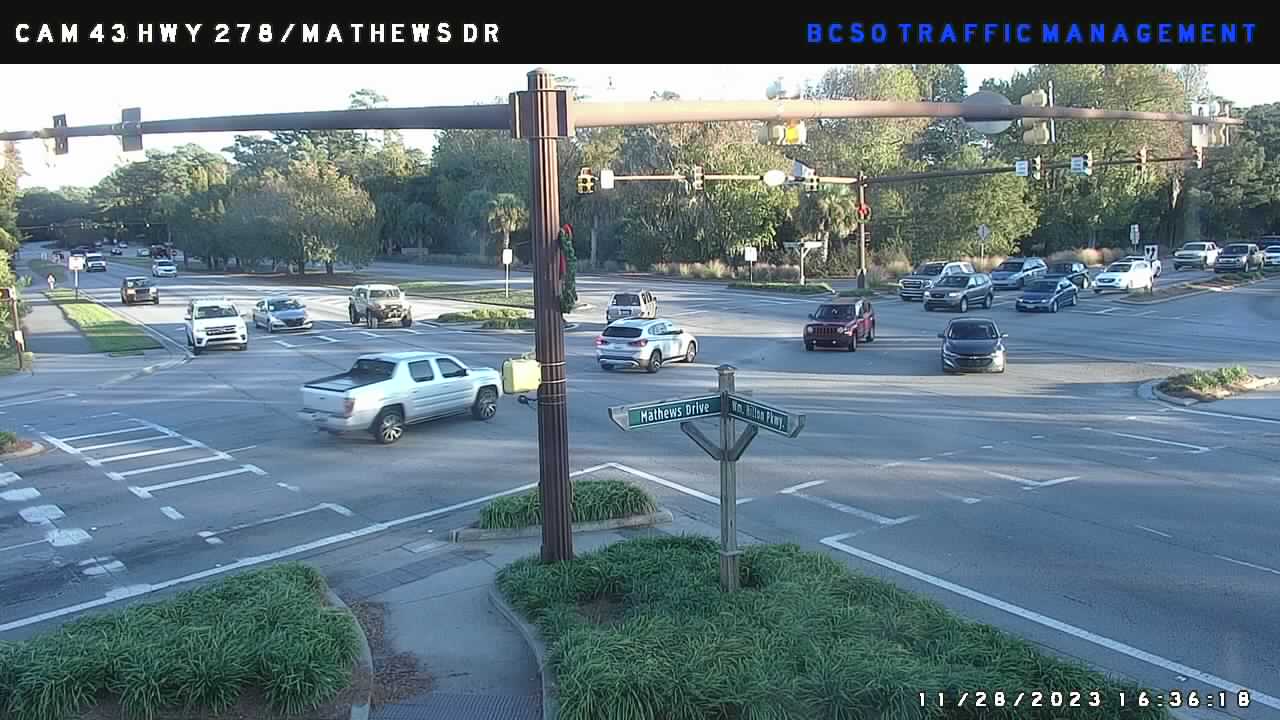 CAM 43 HWY 278/MATHEWS DR
BCSO TRAFFIC MANAGEMENT
Mathews Drive
Wm. Hilton Pkwy.
11/28/2023 16:36:18